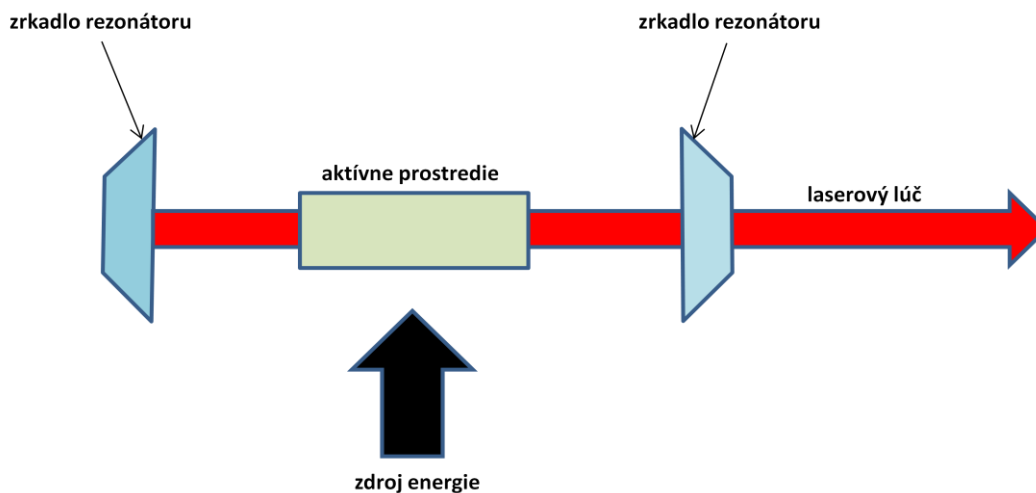 zrkadlo rezonátoru
zrkadlo rezonátoru
aktívne prostredie
laserový lúč
zdroj energie